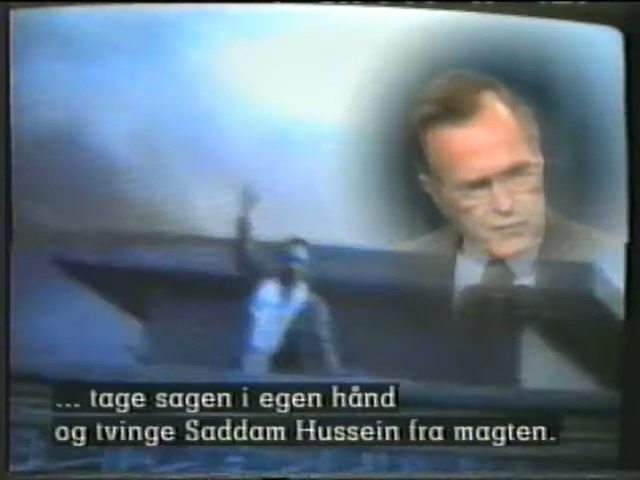 ... tage sagen i egen hånd
og tvinge Saddam Hussein fra magten.